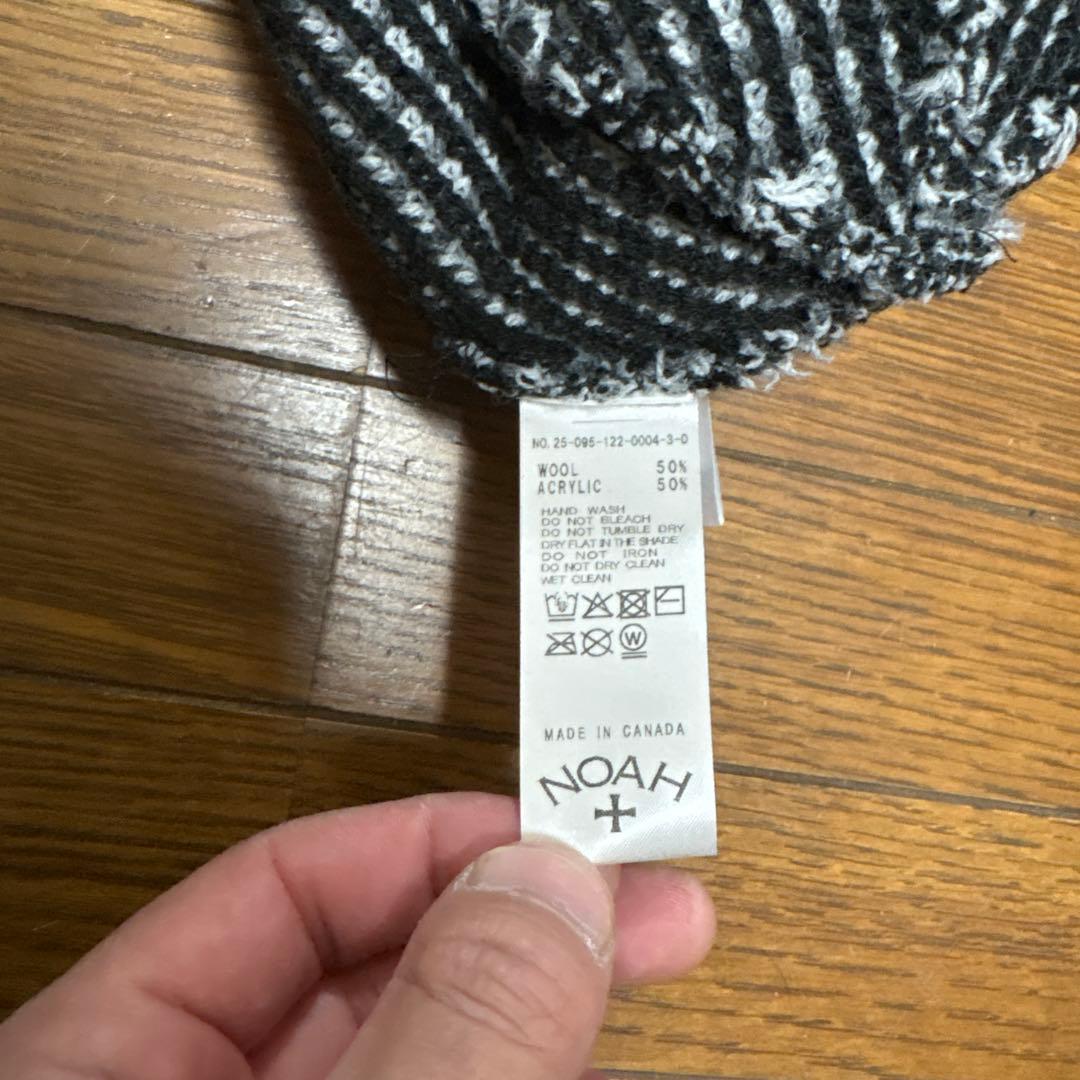 NO. 25-095-122-0004-3-0
WOOL 50%
ACRYLIC 50%
HAND WASH
DO NOT BLEACH
DO NOT TUMBLE DRY
DRY FLAT IN THE SHADE
DO NOT IRON
DO NOT DRY CLEAN
WET CLEAN
W
MADE IN CANADA
NOAH